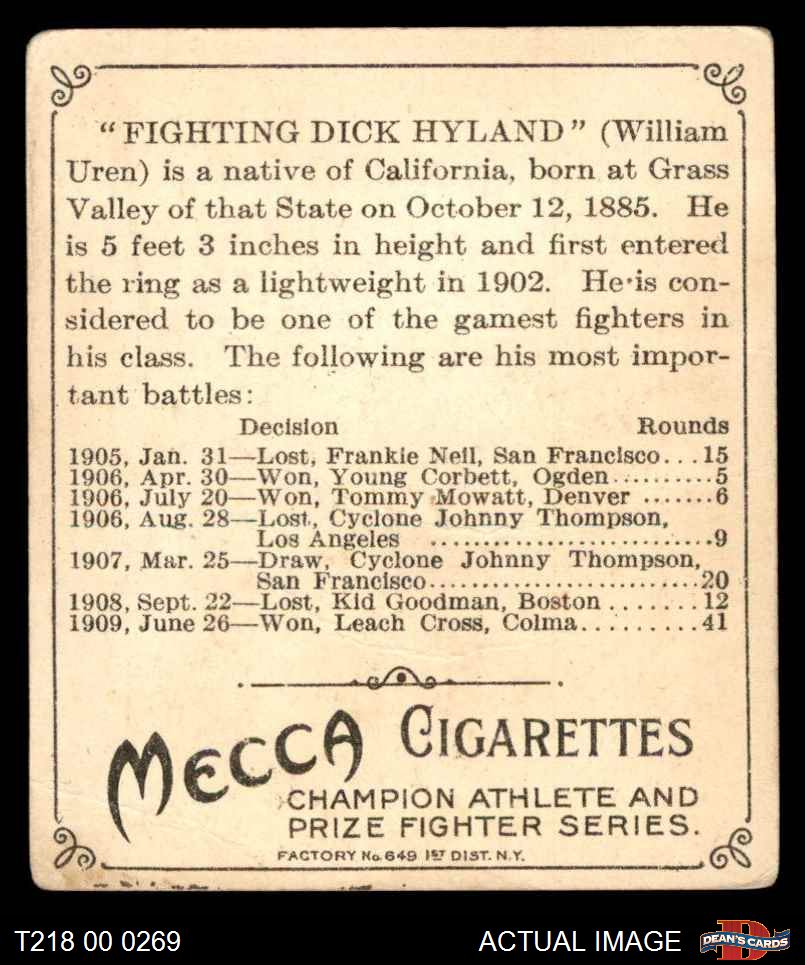 "FIGHTING DICK HYLAND" (William
Uren) is a native of California, born at Grass
Valley of that State on October 12, 1885. He
is 5 feet 3 inches in height and first entered
the ring as a lightweight in 1902. He is con-
sidered to be one of the gamest fighters in
his class. The following are his most impor-
tant battles:
Decision Rounds
1905, Jan. 31—Lost, Frankie Neil, San Francisco...15
1906, Apr. 30—Won, Young Corbett, Ogden..........5
1906, July 20—Won, Tommy Mowatt, Denver .......6
1906, Aug. 28—Lost, Cyclone Johnny Thompson,
Los Angeles ..........................9
1907, Mar. 25—Draw, Cyclone Johnny Thompson,
San Francisco.........................20
1908, Sept. 22—Lost, Kid Goodman, Boston .......12
1909, June 26—Won, Leach Cross, Colma.........41
MECCA CIGARETTES
CHAMPION ATHLETE AND
PRIZE FIGHTER SERIES.
FACTORY No. 649 1ST DIST. N.Y.
T218 00 0269 ACTUAL IMAGE DEAN'S CARDS